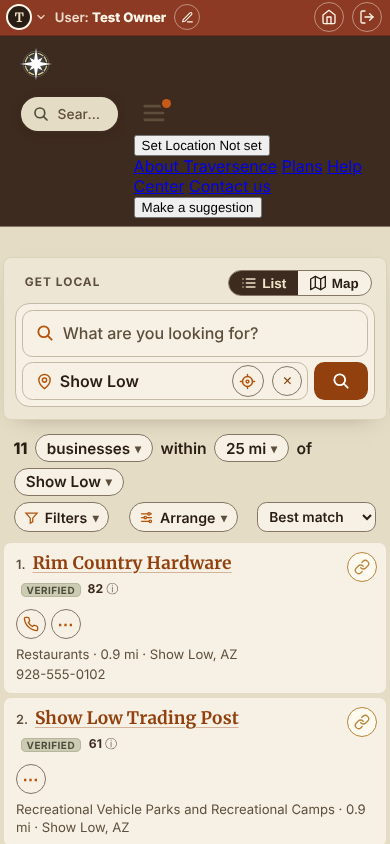 T User: Test Owner
Sear...
Set Location Not set
About Traversence Plans Help
Center Contact us
Make a suggestion
GET LOCAL
List Map
What are you looking for?
Show Low
11 businesses ▾ within 25 mi ▾ of
Show Low ▾
Filters ▾ Arrange ▾ Best match
1. Rim Country Hardware
VERIFIED 82 ⓘ
Restaurants · 0.9 mi · Show Low, AZ
928-555-0102
2. Show Low Trading Post
VERIFIED 61 ⓘ
Recreational Vehicle Parks and Recreational Camps · 0.9
mi · Show Low, AZ